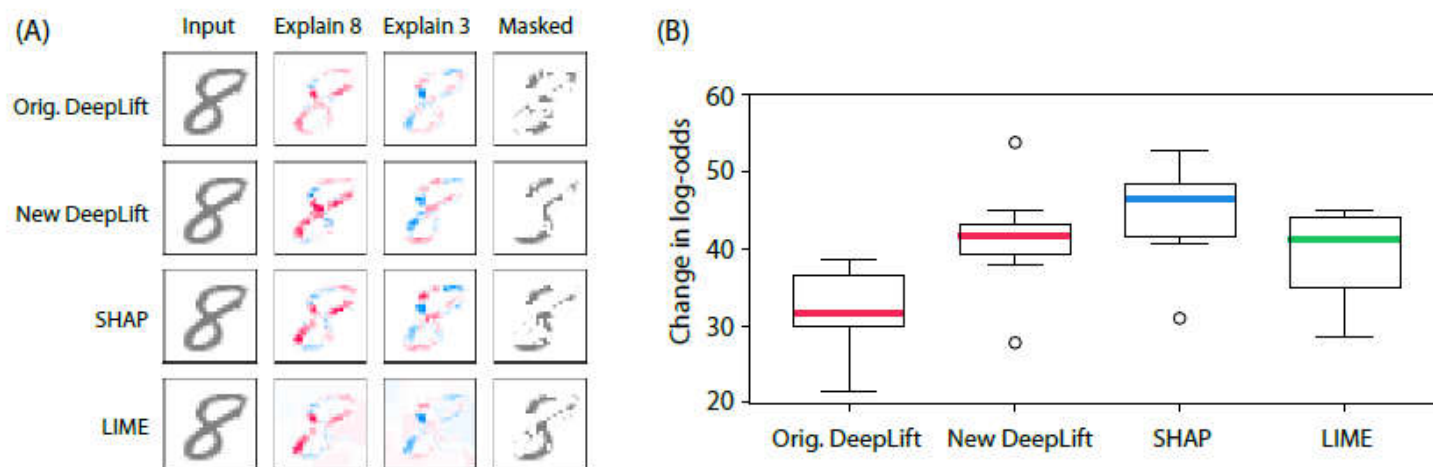 (A)
Input Explain 8 Explain 3 Masked
Orig. DeepLift
New DeepLift
SHAP
LIME
(B)
Change in log-odds
60
50
40
30
20
Orig. DeepLift New DeepLift SHAP LIME